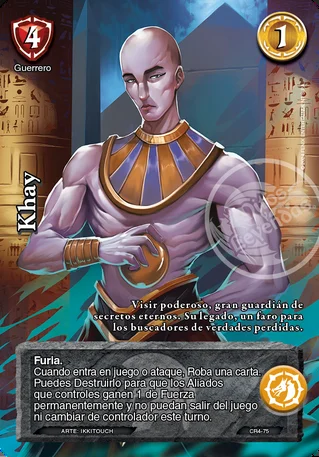 4
1
Guerrero
Khay
Visir poderoso, gran guardián de
secretos eternos. Su legado, un faro para
los buscadores de verdades perdidas.
Furia.
Cuando entra en juego o ataque, Roba una carta.
Puedes Destruirlo para que los Aliados
que controles ganen 1 de Fuerza
permanentemente y no puedan salir del juego
ni cambiar de controlador este turno.
ARTE: IKKITOUCH
CR4-75